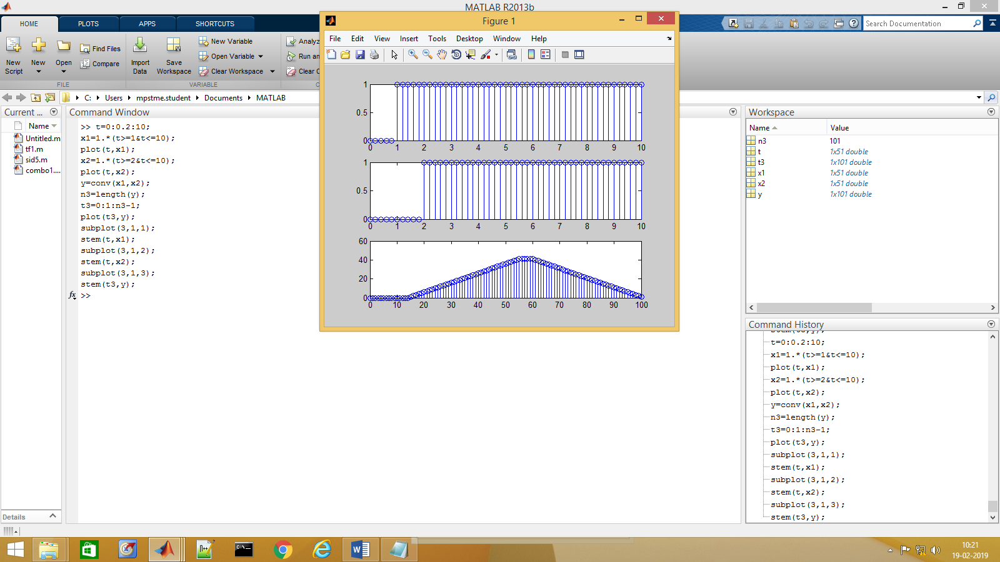 MATLAB R2013b
HOME PLOTS APPS SHORTCUTS
Search Documentation
New Script
New
Open
Find Files
Compare
FILE
Import Data
Save Workspace
New Variable
Open Variable
Clear Workspace
VARIABLE
C: Users mpstme.student Documents MATLAB
Current ...
Name
Untitled.m
tf1.m
sid5.m
combo1....
Details
Command Window
>> t=0:0.2:10;
x1=1.*(t>=1&t<=10);
plot(t,x1);
x2=1.*(t>=2&t<=10);
plot(t,x2);
y=conv(x1,x2);
n3=length(y);
t3=0:1:n3-1;
plot(t3,y);
subplot(3,1,1);
stem(t,x1);
subplot(3,1,2);
stem(t,x2);
subplot(3,1,3);
stem(t3,y);
fx >>
Figure 1
File Edit View Insert Tools Desktop Window Help
1
0.5
0
0 1 2 3 4 5 6 7 8 9 10
1
0.5
0
0 1 2 3 4 5 6 7 8 9 10
60
40
20
0
0 10 20 30 40 50 60 70 80 90 100
Workspace
Name Value
n3 101
t 1x51 double
t3 1x101 double
x1 1x51 double
x2 1x51 double
y 1x101 double
Command History
t=0:0.2:10;
x1=1.*(t>=1&t<=10);
plot(t,x1);
x2=1.*(t>=2&t<=10);
plot(t,x2);
y=conv(x1,x2);
n3=length(y);
t3=0:1:n3-1;
plot(t3,y);
subplot(3,1,1);
stem(t,x1);
subplot(3,1,2);
stem(t,x2);
subplot(3,1,3);
stem(t3,y);
10:21
19-02-2019